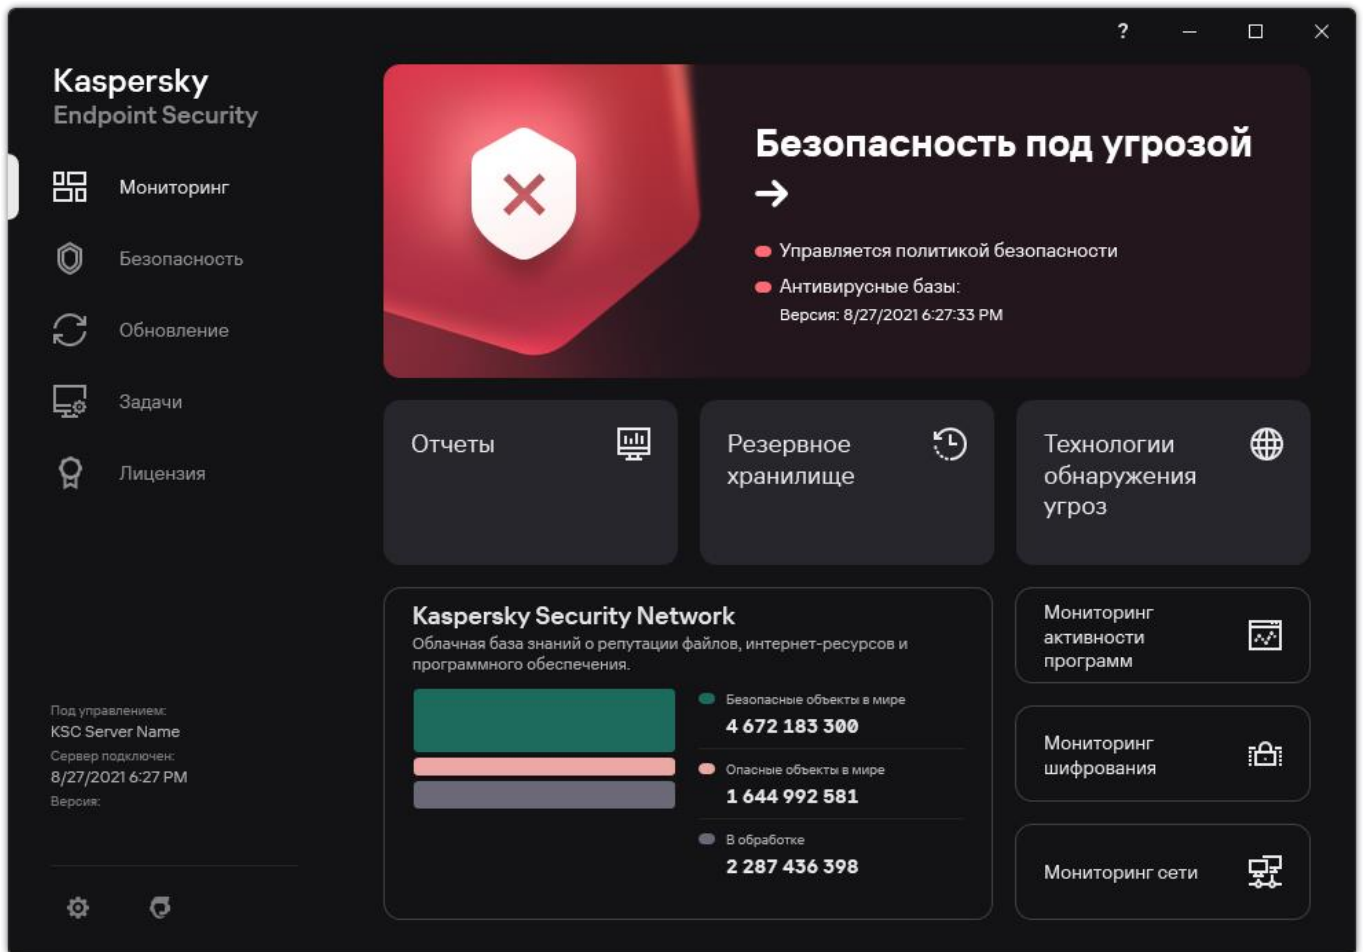 ?
Kaspersky
Endpoint Security
Мониторинг
Безопасность
Обновление
Задачи
Лицензия
Под управлением:
KSC Server Name
Сервер подключен:
8/27/2021 6:27 PM
Версия:
Безопасность под угрозой
→
Управляется политикой безопасности
Антивирусные базы:
Версия: 8/27/2021 6:27:33 PM
Отчеты
Резервное
хранилище
Технологии
обнаружения
угроз
Kaspersky Security Network
Облачная база знаний о репутации файлов, интернет-ресурсов и
программного обеспечения.
Безопасные объекты в мире
4 672 183 300
Опасные объекты в мире
1 644 992 581
В обработке
2 287 436 398
Мониторинг
активности
программ
Мониторинг
шифрования
Мониторинг сети